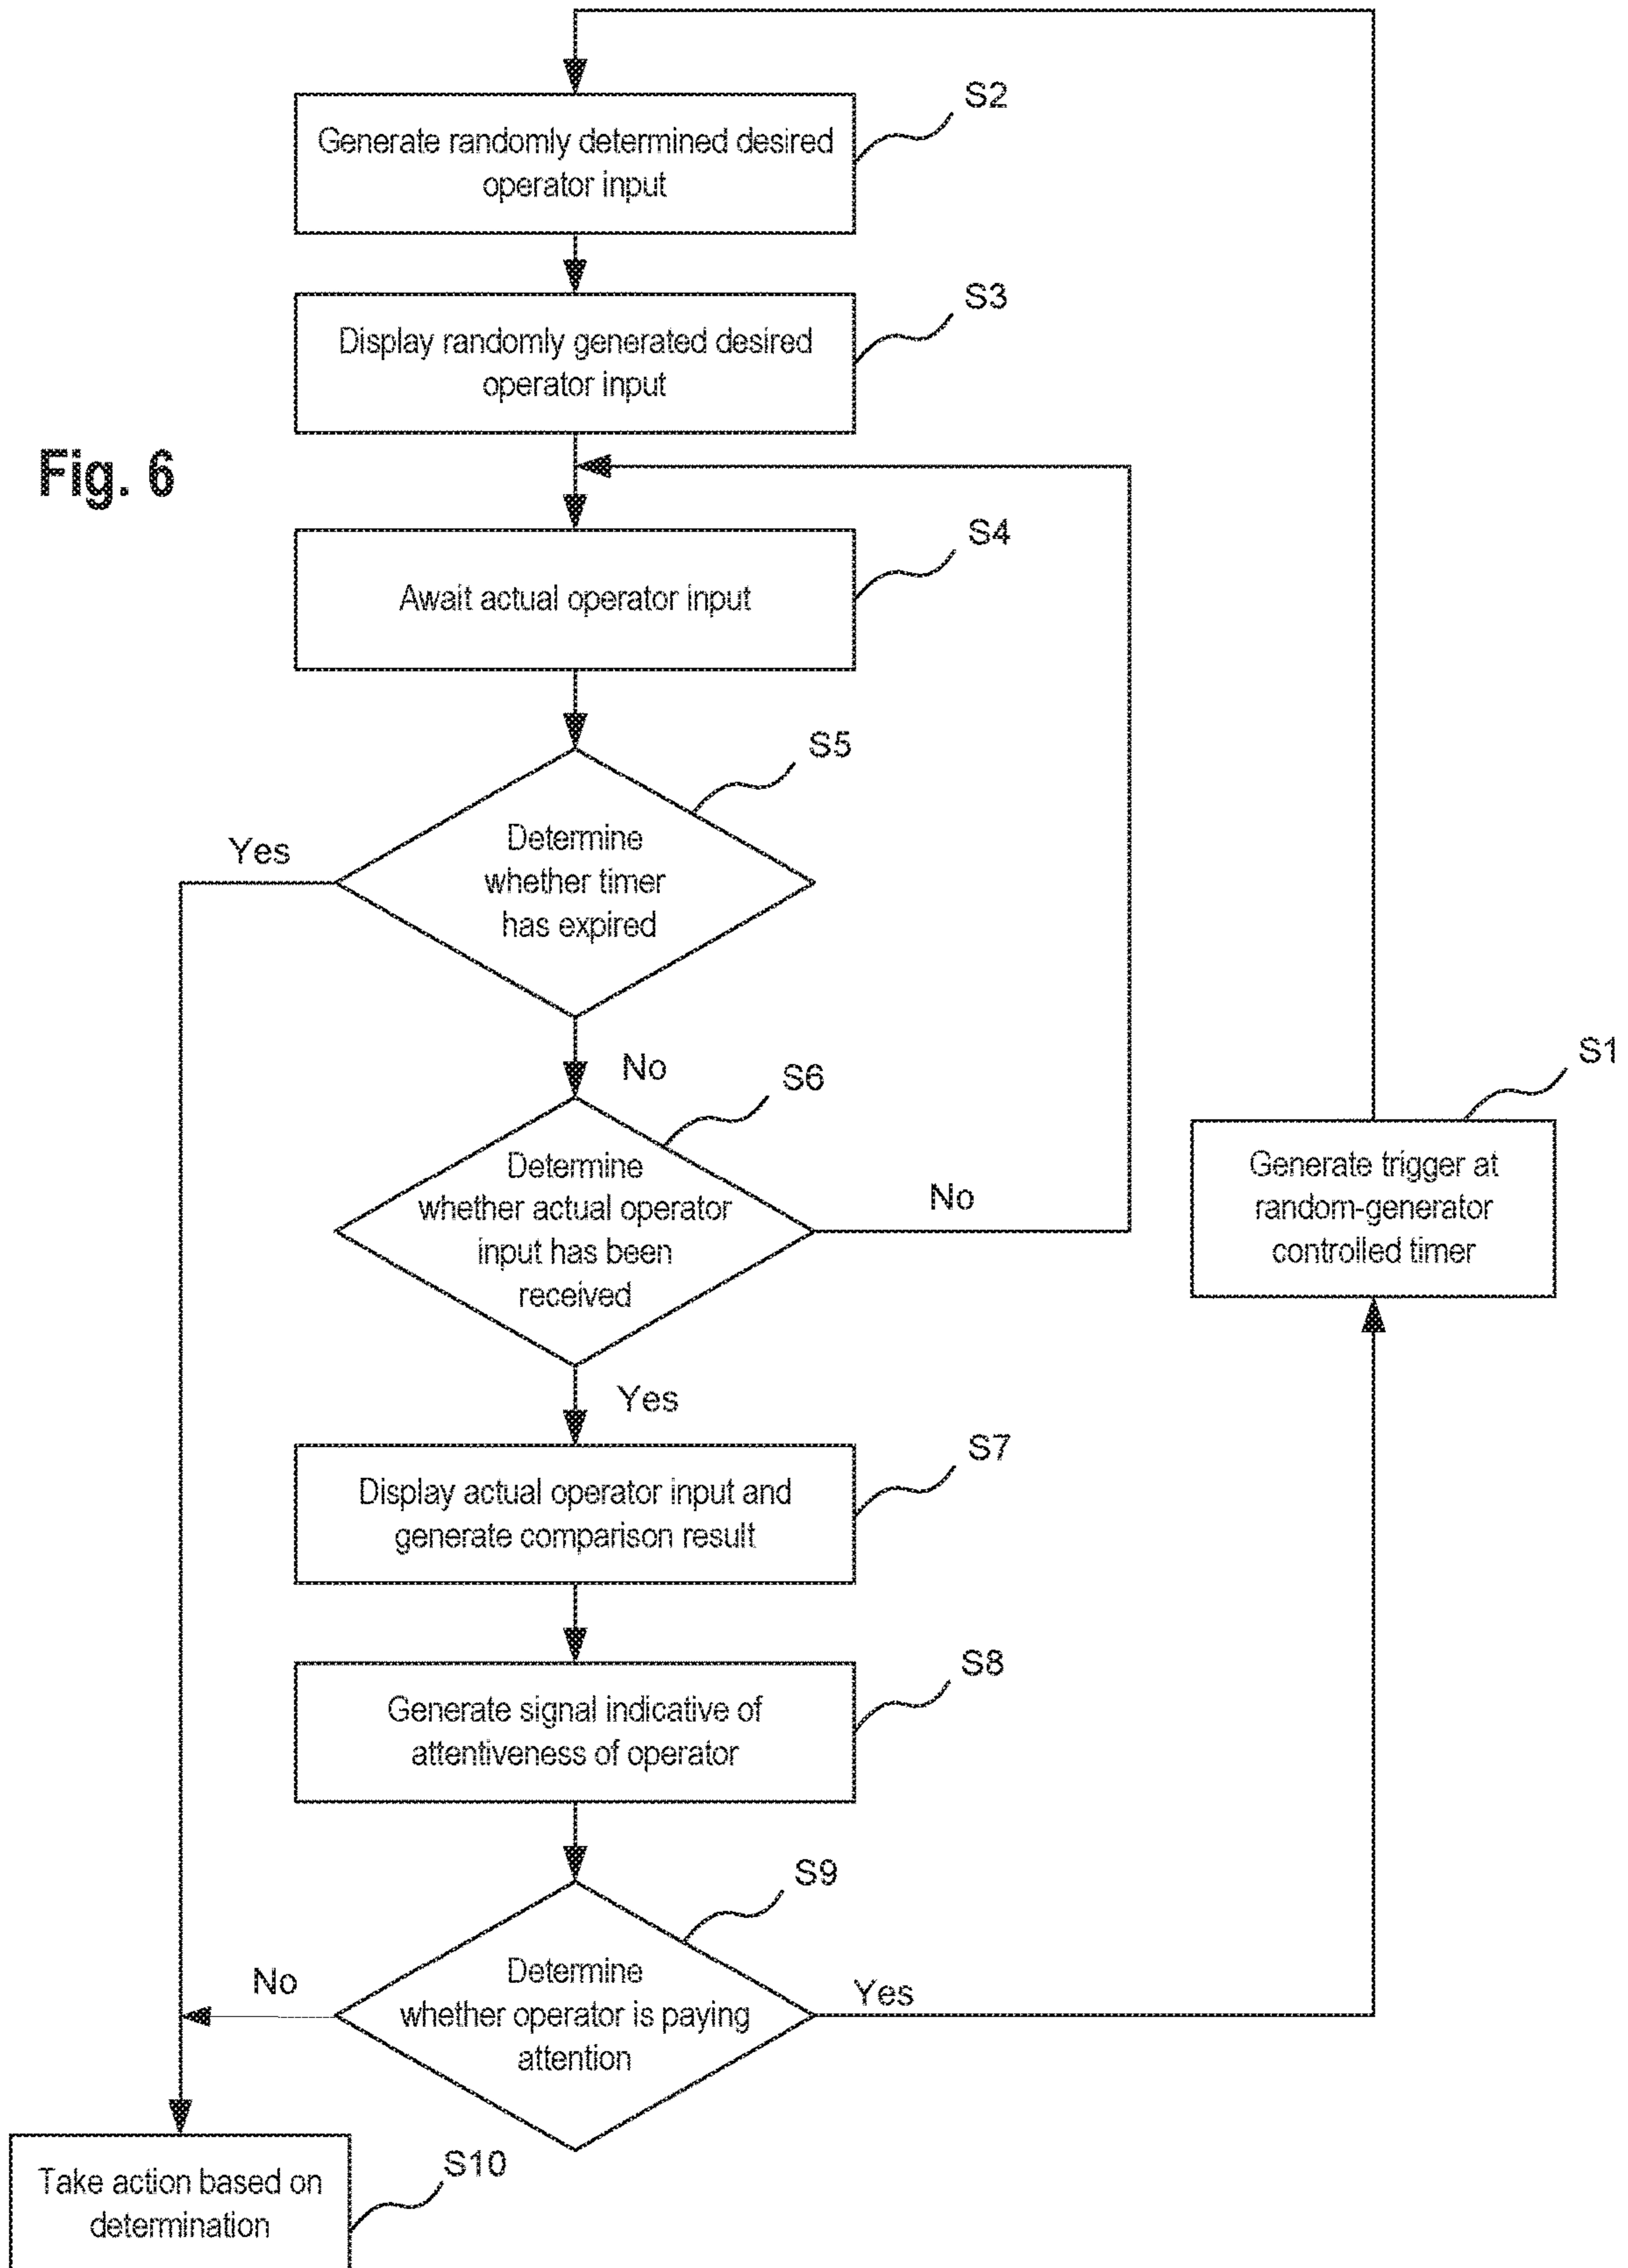 S2
Generate randomly determined desired
operator input
S3
Display randomly generated desired
operator input
Fig. 6
S4
Await actual operator input
S5
Yes
Determine
whether timer
has expired
No
S6
S1
Determine
whether actual operator
input has been
received
No
Generate trigger at
random-generator
controlled timer
Yes
S7
Display actual operator input and
generate comparison result
S8
Generate signal indicative of
attentiveness of operator
S9
No
Determine
whether operator is paying
attention
Yes
S10
Take action based on
determination